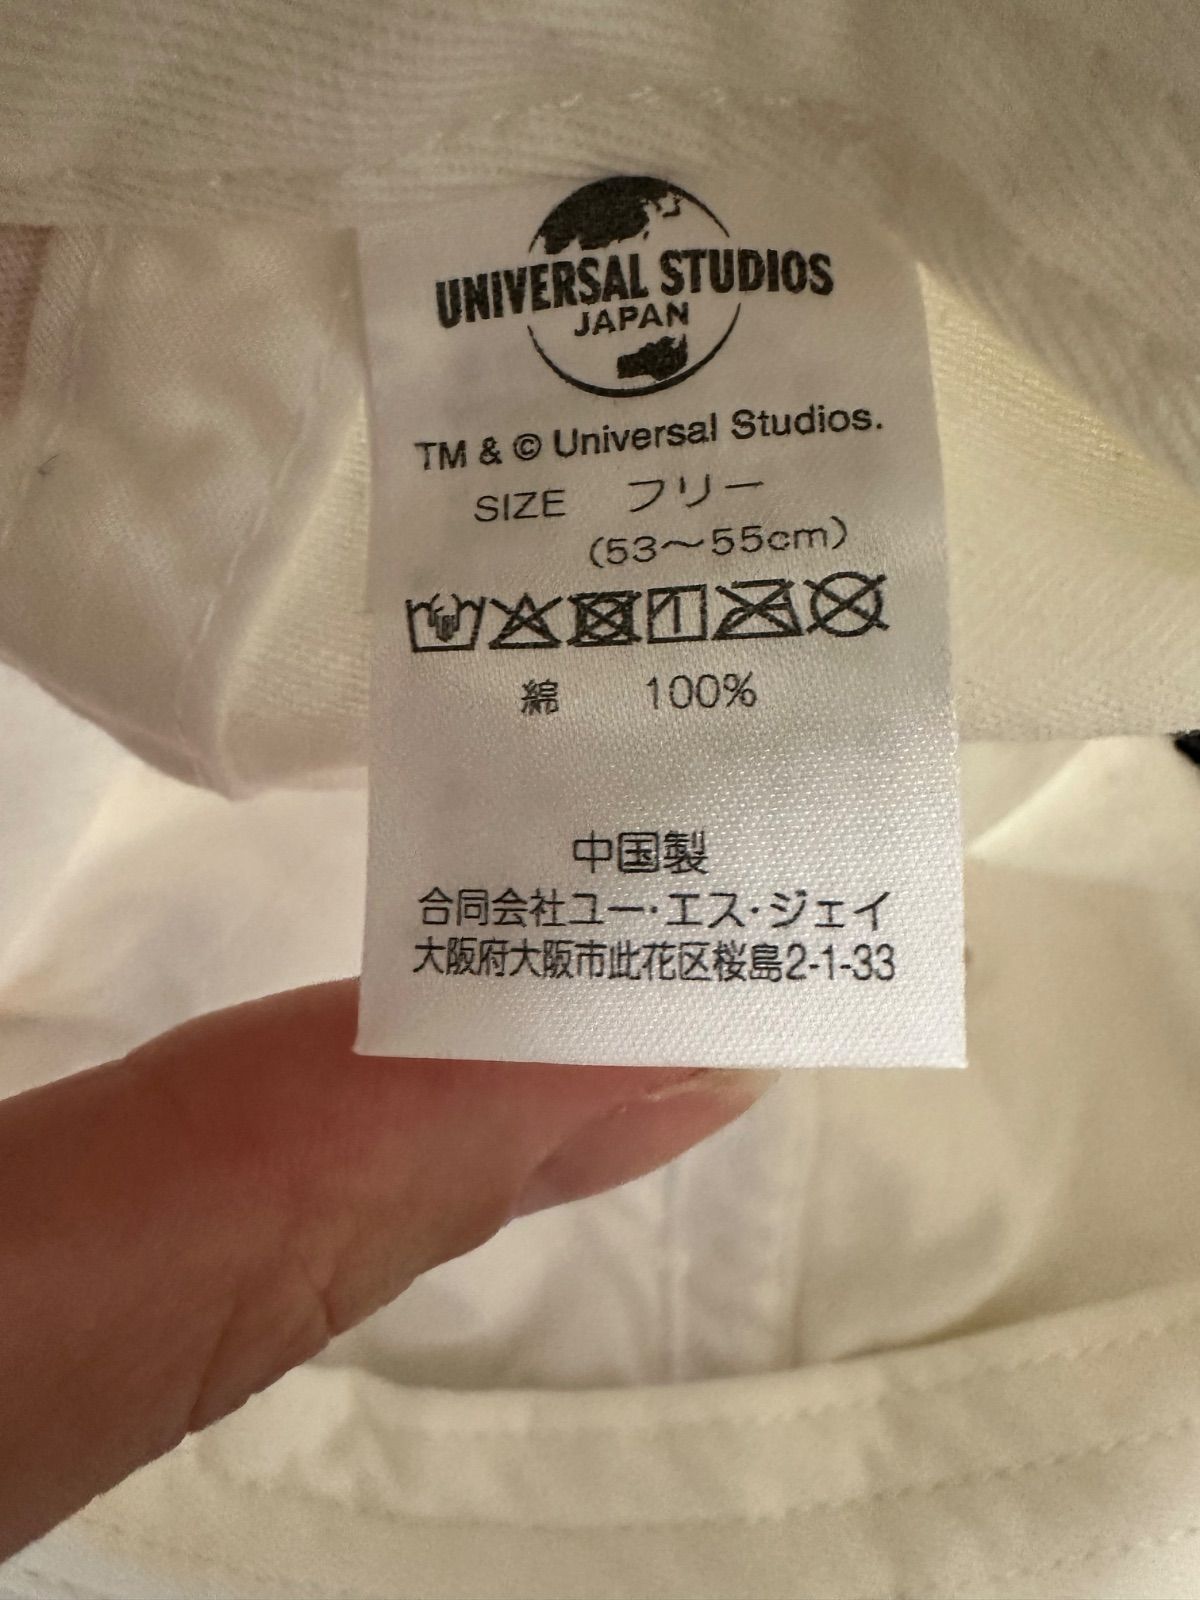 UNIVERSAL STUDIOS
JAPAN
TM & © Universal Studios.
SIZE フリー
(53〜55cm)
綿 100%
中国製
合同会社ユー・エス・ジェイ
大阪府大阪市此花区桜島2-1-33